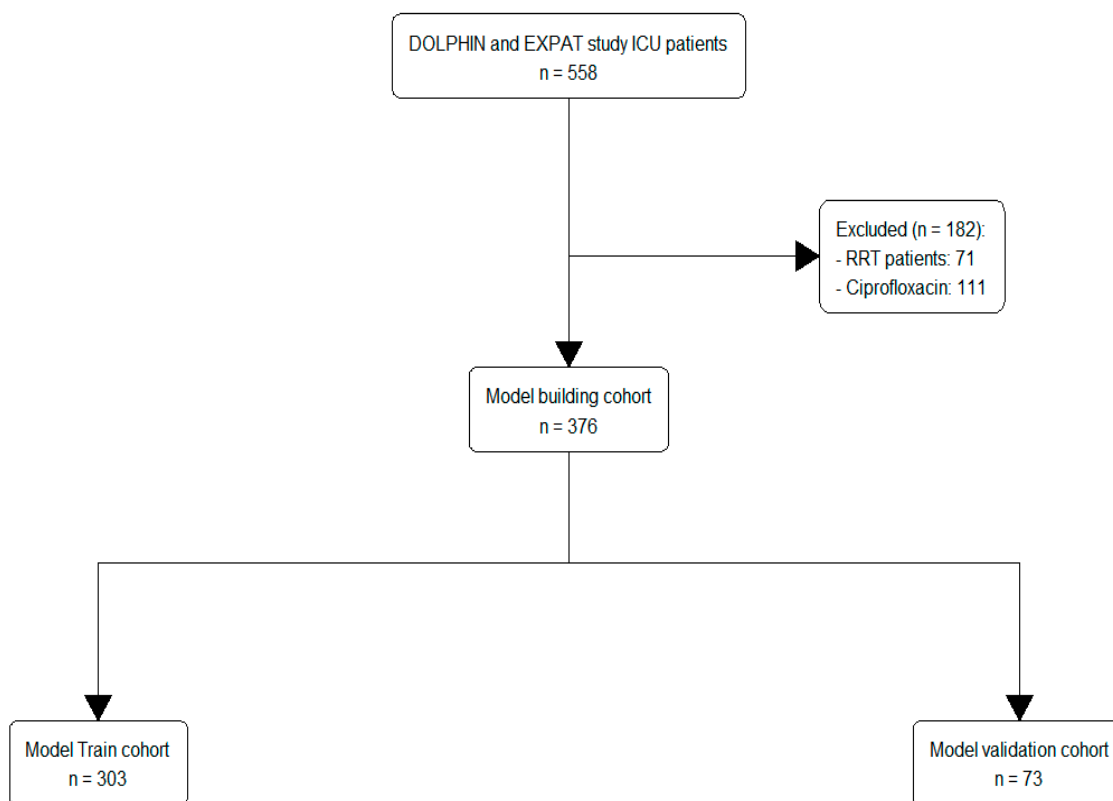 DOLPHIN and EXPAT study ICU patients
n = 558
Excluded (n = 182):
- RRT patients: 71
- Ciprofloxacin: 111
Model building cohort
n = 376
Model Train cohort
n = 303
Model validation cohort
n = 73